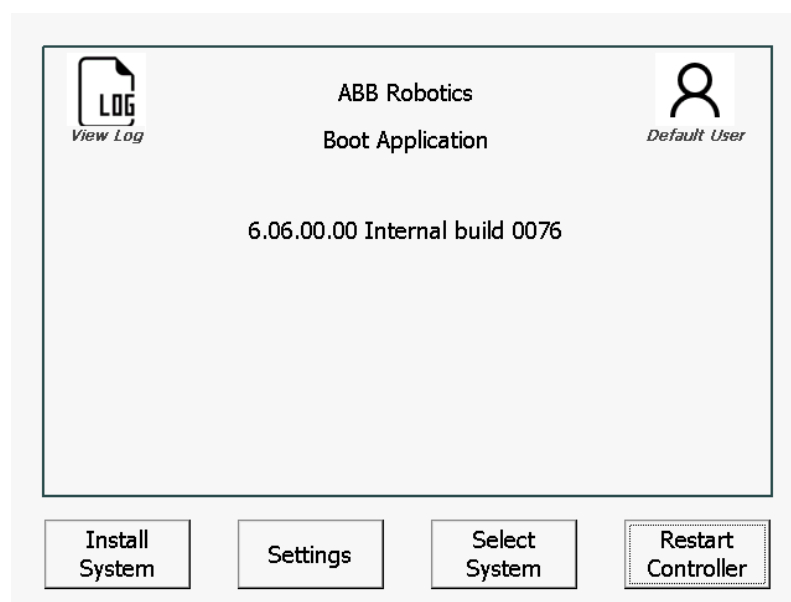 LOG
View Log
ABB Robotics
Boot Application
Default User
6.06.00.00 Internal build 0076
Install
System
Settings
Select
System
Restart
Controller